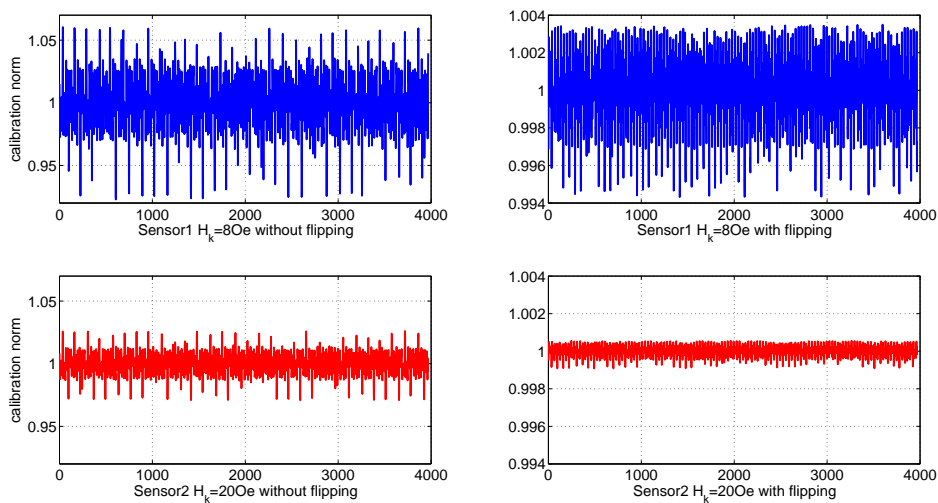 1.05
1
0.95
calibration norm
0 1000 2000 3000 4000
Sensor1 H_k=8Oe without flipping
1.004
1.002
1
0.998
0.996
0.994
0 1000 2000 3000 4000
Sensor1 H_k=8Oe with flipping
1.05
1
0.95
calibration norm
0 1000 2000 3000 4000
Sensor2 H_k=20Oe without flipping
1.004
1.002
1
0.998
0.996
0.994
0 1000 2000 3000 4000
Sensor2 H_k=20Oe with flipping